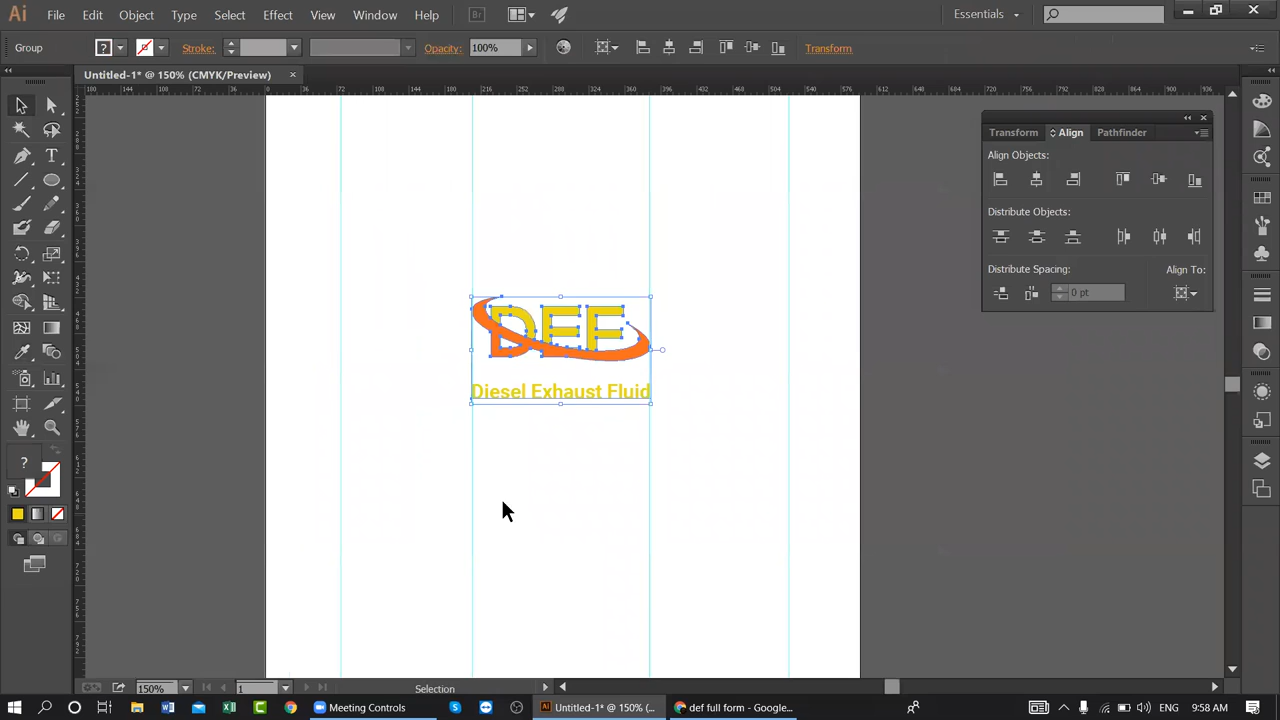 Ai File Edit Object Type Select Effect View Window Help Br Essentials
Group ? Stroke: Opacity: 100% Transform
Untitled-1* @ 150% (CMYK/Preview) ×
Transform Align Pathfinder
Align Objects:
Distribute Objects:
Distribute Spacing: Align To:
0 pt
DEF
Diesel Exhaust Fluid
?
150% 1 Selection
Meeting Controls Untitled-1* @ 150% (... def full form - Google... ENG 9:58 AM